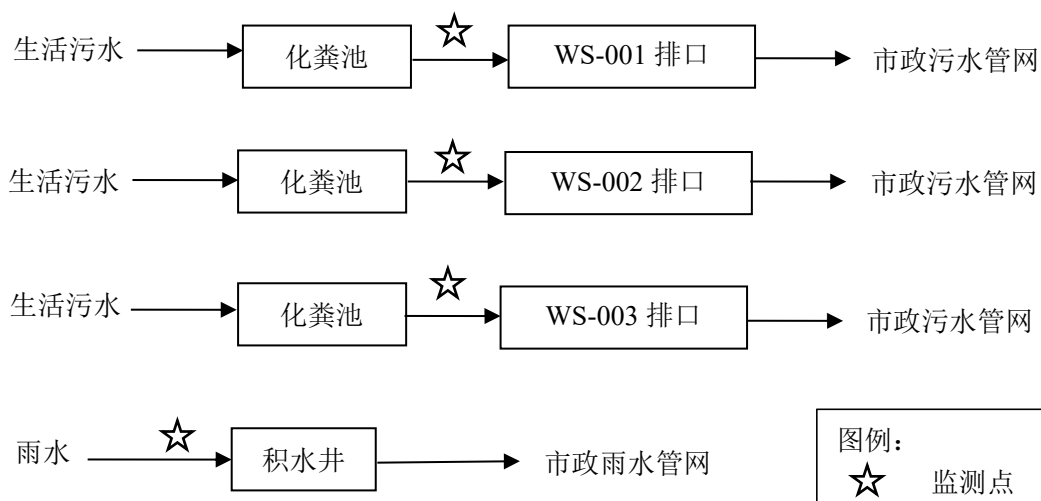 生活污水 化粪池 WS-001 排口 市政污水管网
生活污水 化粪池 WS-002 排口 市政污水管网
生活污水 化粪池 WS-003 排口 市政污水管网
雨水 积水井 市政雨水管网
图例：
监测点